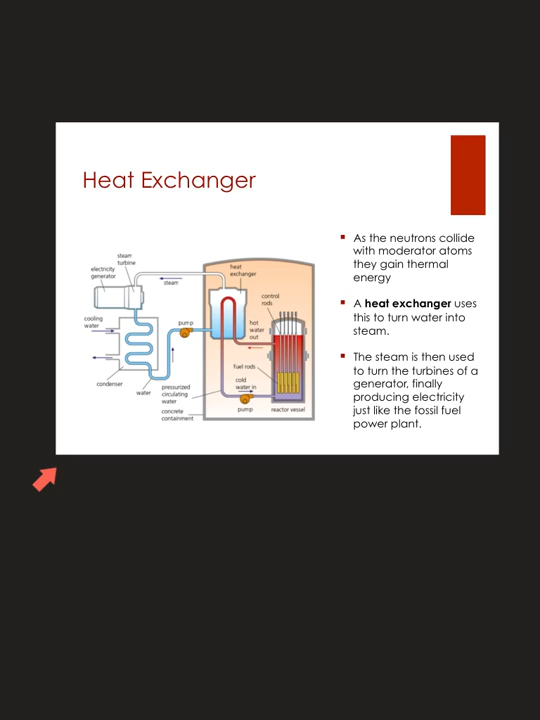 Heat Exchanger
As the neutrons collide
with moderator atoms
they gain thermal
energy
A heat exchanger uses
this to turn water into
steam.
The steam is then used
to turn the turbines of a
generator, finally
producing electricity
just like the fossil fuel
power plant.
steam
turbine
electricity
generator
steam
heat
exchanger
control
rods
cooling
water
pump
hot
water
out
fuel rods
condenser
water
pressurized
circulating
water
cold
water in
concrete
containment
pump
reactor vessel